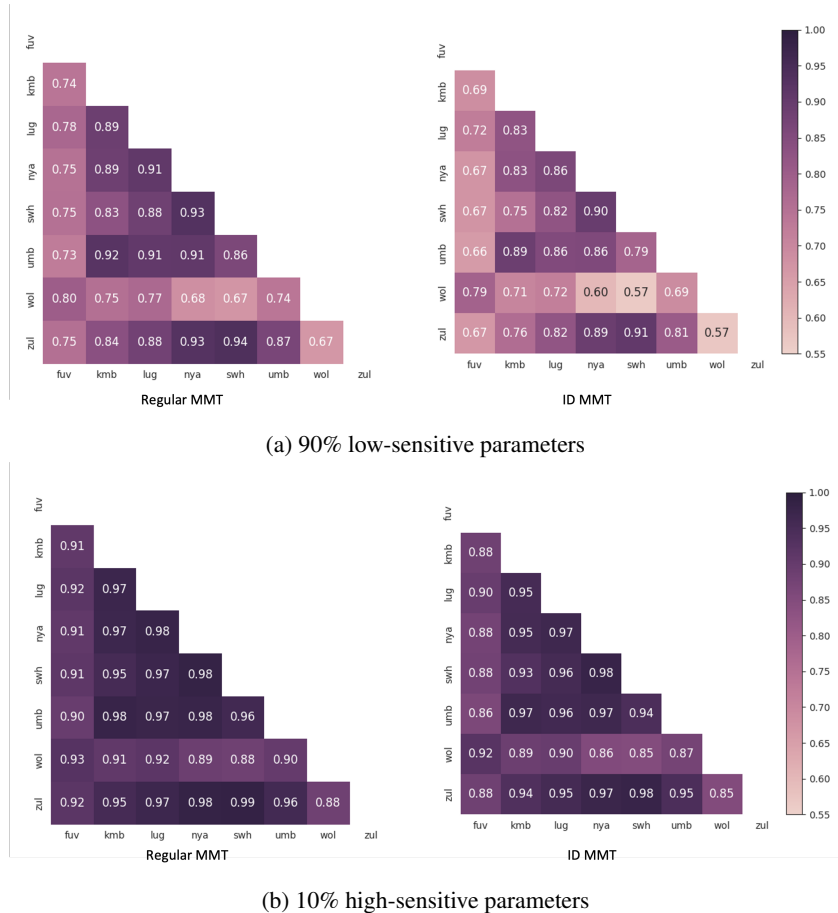 fuv
kmb 0.74
lug 0.78 0.89
nya 0.75 0.89 0.91
swh 0.75 0.83 0.88 0.93
umb 0.73 0.92 0.91 0.91 0.86
wol 0.80 0.75 0.77 0.68 0.67 0.74
zul 0.75 0.84 0.88 0.93 0.94 0.87 0.67
fuv kmb lug nya swh umb wol zul
Regular MMT
fuv
kmb 0.69
lug 0.72 0.83
nya 0.67 0.83 0.86
swh 0.67 0.75 0.82 0.90
umb 0.66 0.89 0.86 0.86 0.79
wol 0.79 0.71 0.72 0.60 0.57 0.69
zul 0.67 0.76 0.82 0.89 0.91 0.81 0.57
fuv kmb lug nya swh umb wol zul
ID MMT
1.00
0.95
0.90
0.85
0.80
0.75
0.70
0.65
0.60
0.55
(a) 90% low-sensitive parameters
fuv
kmb 0.91
lug 0.92 0.97
nya 0.91 0.97 0.98
swh 0.91 0.95 0.97 0.98
umb 0.90 0.98 0.97 0.98 0.96
wol 0.93 0.91 0.92 0.89 0.88 0.90
zul 0.92 0.95 0.97 0.98 0.99 0.96 0.88
fuv kmb lug nya swh umb wol zul
Regular MMT
fuv
kmb 0.88
lug 0.90 0.95
nya 0.88 0.95 0.97
swh 0.88 0.93 0.96 0.98
umb 0.86 0.97 0.96 0.97 0.94
wol 0.92 0.89 0.90 0.86 0.85 0.87
zul 0.88 0.94 0.95 0.97 0.98 0.95 0.85
fuv kmb lug nya swh umb wol zul
ID MMT
1.00
0.95
0.90
0.85
0.80
0.75
0.70
0.65
0.60
0.55
(b) 10% high-sensitive parameters